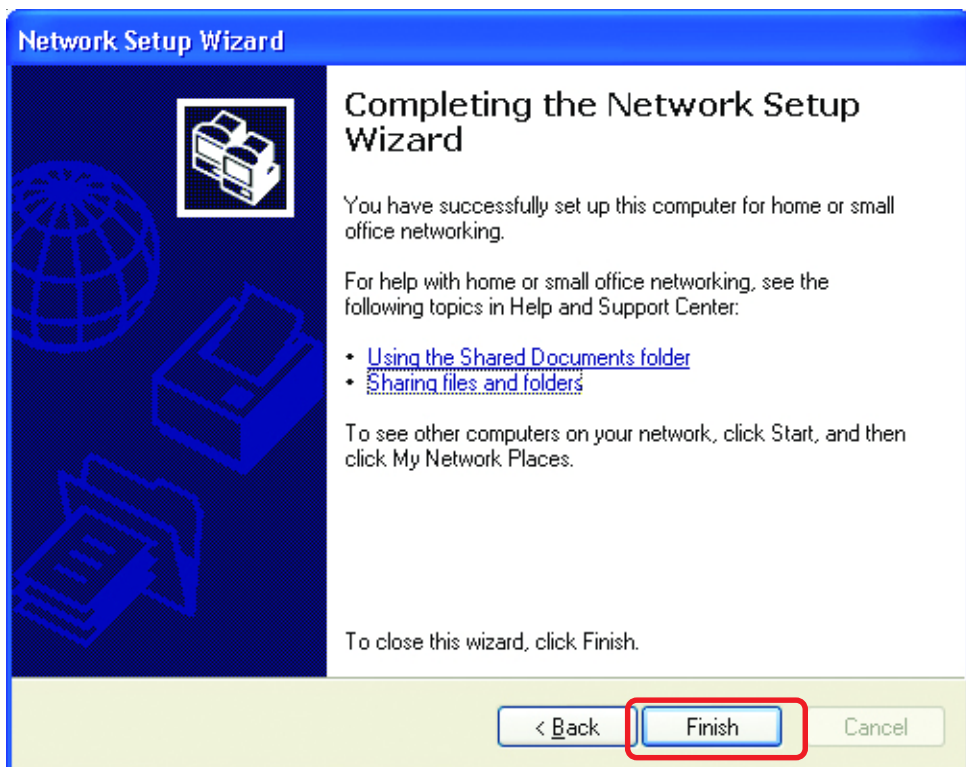 Network Setup Wizard
Completing the Network Setup
Wizard
You have successfully set up this computer for home or small
office networking.
For help with home or small office networking, see the
following topics in Help and Support Center:
• Using the Shared Documents folder
• Sharing files and folders
To see other computers on your network, click Start, and then
click My Network Places.
To close this wizard, click Finish.
< Back Finish Cancel